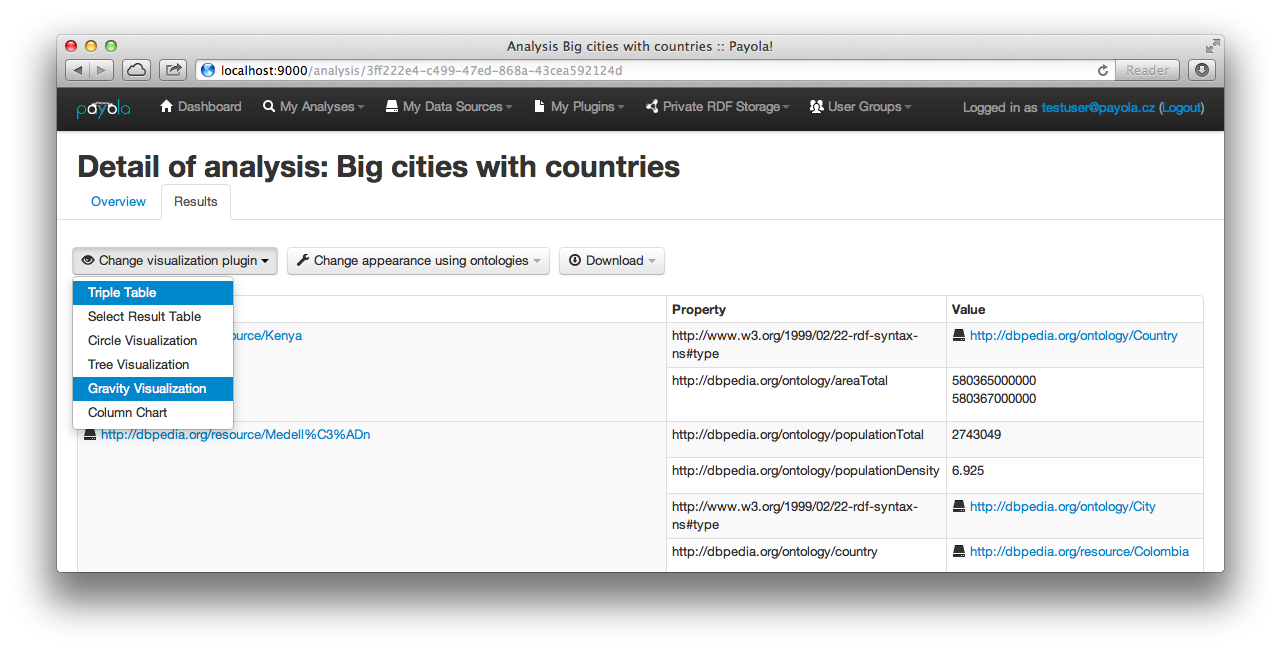 Analysis Big cities with countries :: Payola!
localhost:9000/analysis/3ff222e4-c499-47ed-868a-43cea592124d
Reader
payola
Dashboard
My Analyses
My Data Sources
My Plugins
Private RDF Storage
User Groups
Logged in as testuser@payola.cz (Logout)
Detail of analysis: Big cities with countries
Overview
Results
Change visualization plugin
Change appearance using ontologies
Download
Triple Table
Select Result Table
Circle Visualization
Tree Visualization
Gravity Visualization
Column Chart
Property
Value
ource/Kenya
http://www.w3.org/1999/02/22-rdf-syntax-
ns#type
http://dbpedia.org/ontology/Country
http://dbpedia.org/ontology/areaTotal
580365000000
580367000000
http://dbpedia.org/resource/Medell%C3%ADn
http://dbpedia.org/ontology/populationTotal
2743049
http://dbpedia.org/ontology/populationDensity
6.925
http://www.w3.org/1999/02/22-rdf-syntax-
ns#type
http://dbpedia.org/ontology/City
http://dbpedia.org/ontology/country
http://dbpedia.org/resource/Colombia